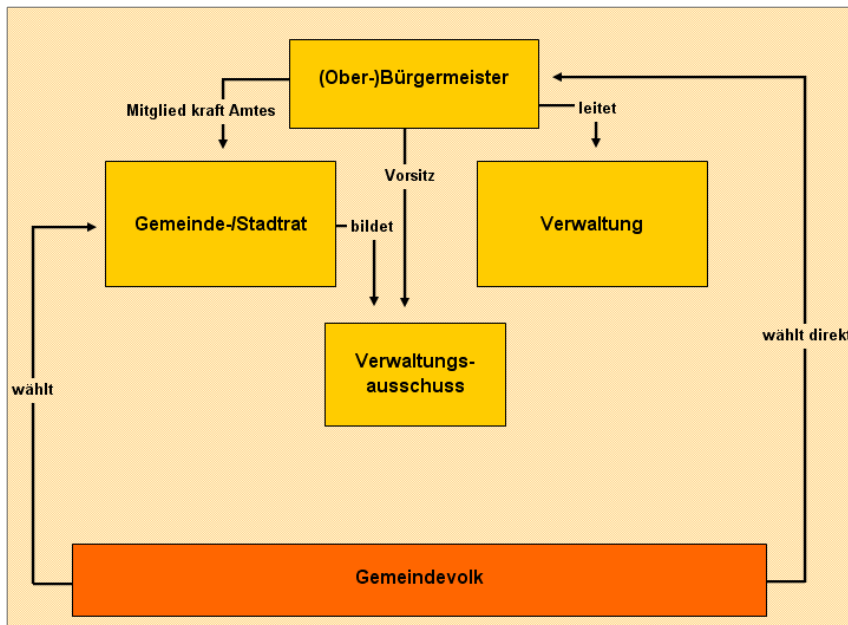 (Ober-)Bürgermeister
Mitglied kraft Amtes
leitet
Vorsitz
Gemeinde-/Stadtrat
bildet
Verwaltung
wählt direkt
Verwaltungs-
ausschuss
wählt
Gemeindevolk